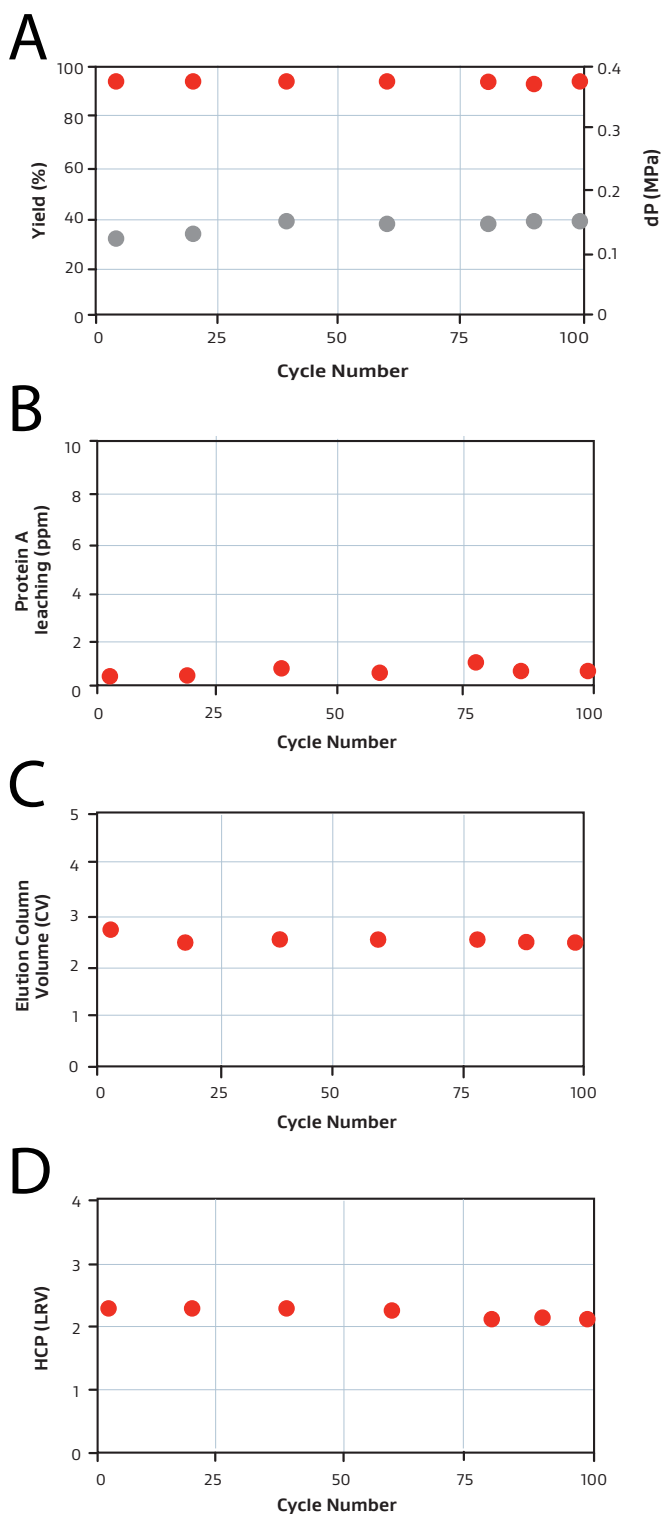 A
100
80
60
40
20
0
Yield (%)
0.4
0.3
0.2
0.1
0
dP (MPa)
0 25 50 75 100
Cycle Number
B
10
8
6
4
2
0
Protein A
leaching (ppm)
0 25 50 75 100
Cycle Number
C
5
4
3
2
1
0
Elution Column
Volume (CV)
0 25 50 75 100
Cycle Number
D
4
3
2
1
0
HCP (LRV)
0 25 50 75 100
Cycle Number